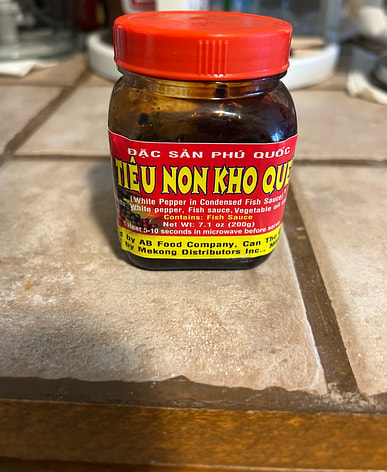 ĐẶC SẢN PHÚ QUỐC
TIÊU NON KHO QUẸ
(White Pepper in Condensed Fish Sauce)
White pepper, Fish sauce, Vegetable oil
Contains: Fish Sauce
Net Wt: 7.1 oz (200g)
Heat 5-10 seconds in microwave before
by AB Food Company, Can Tho
by Mekong Distributors Inc.,